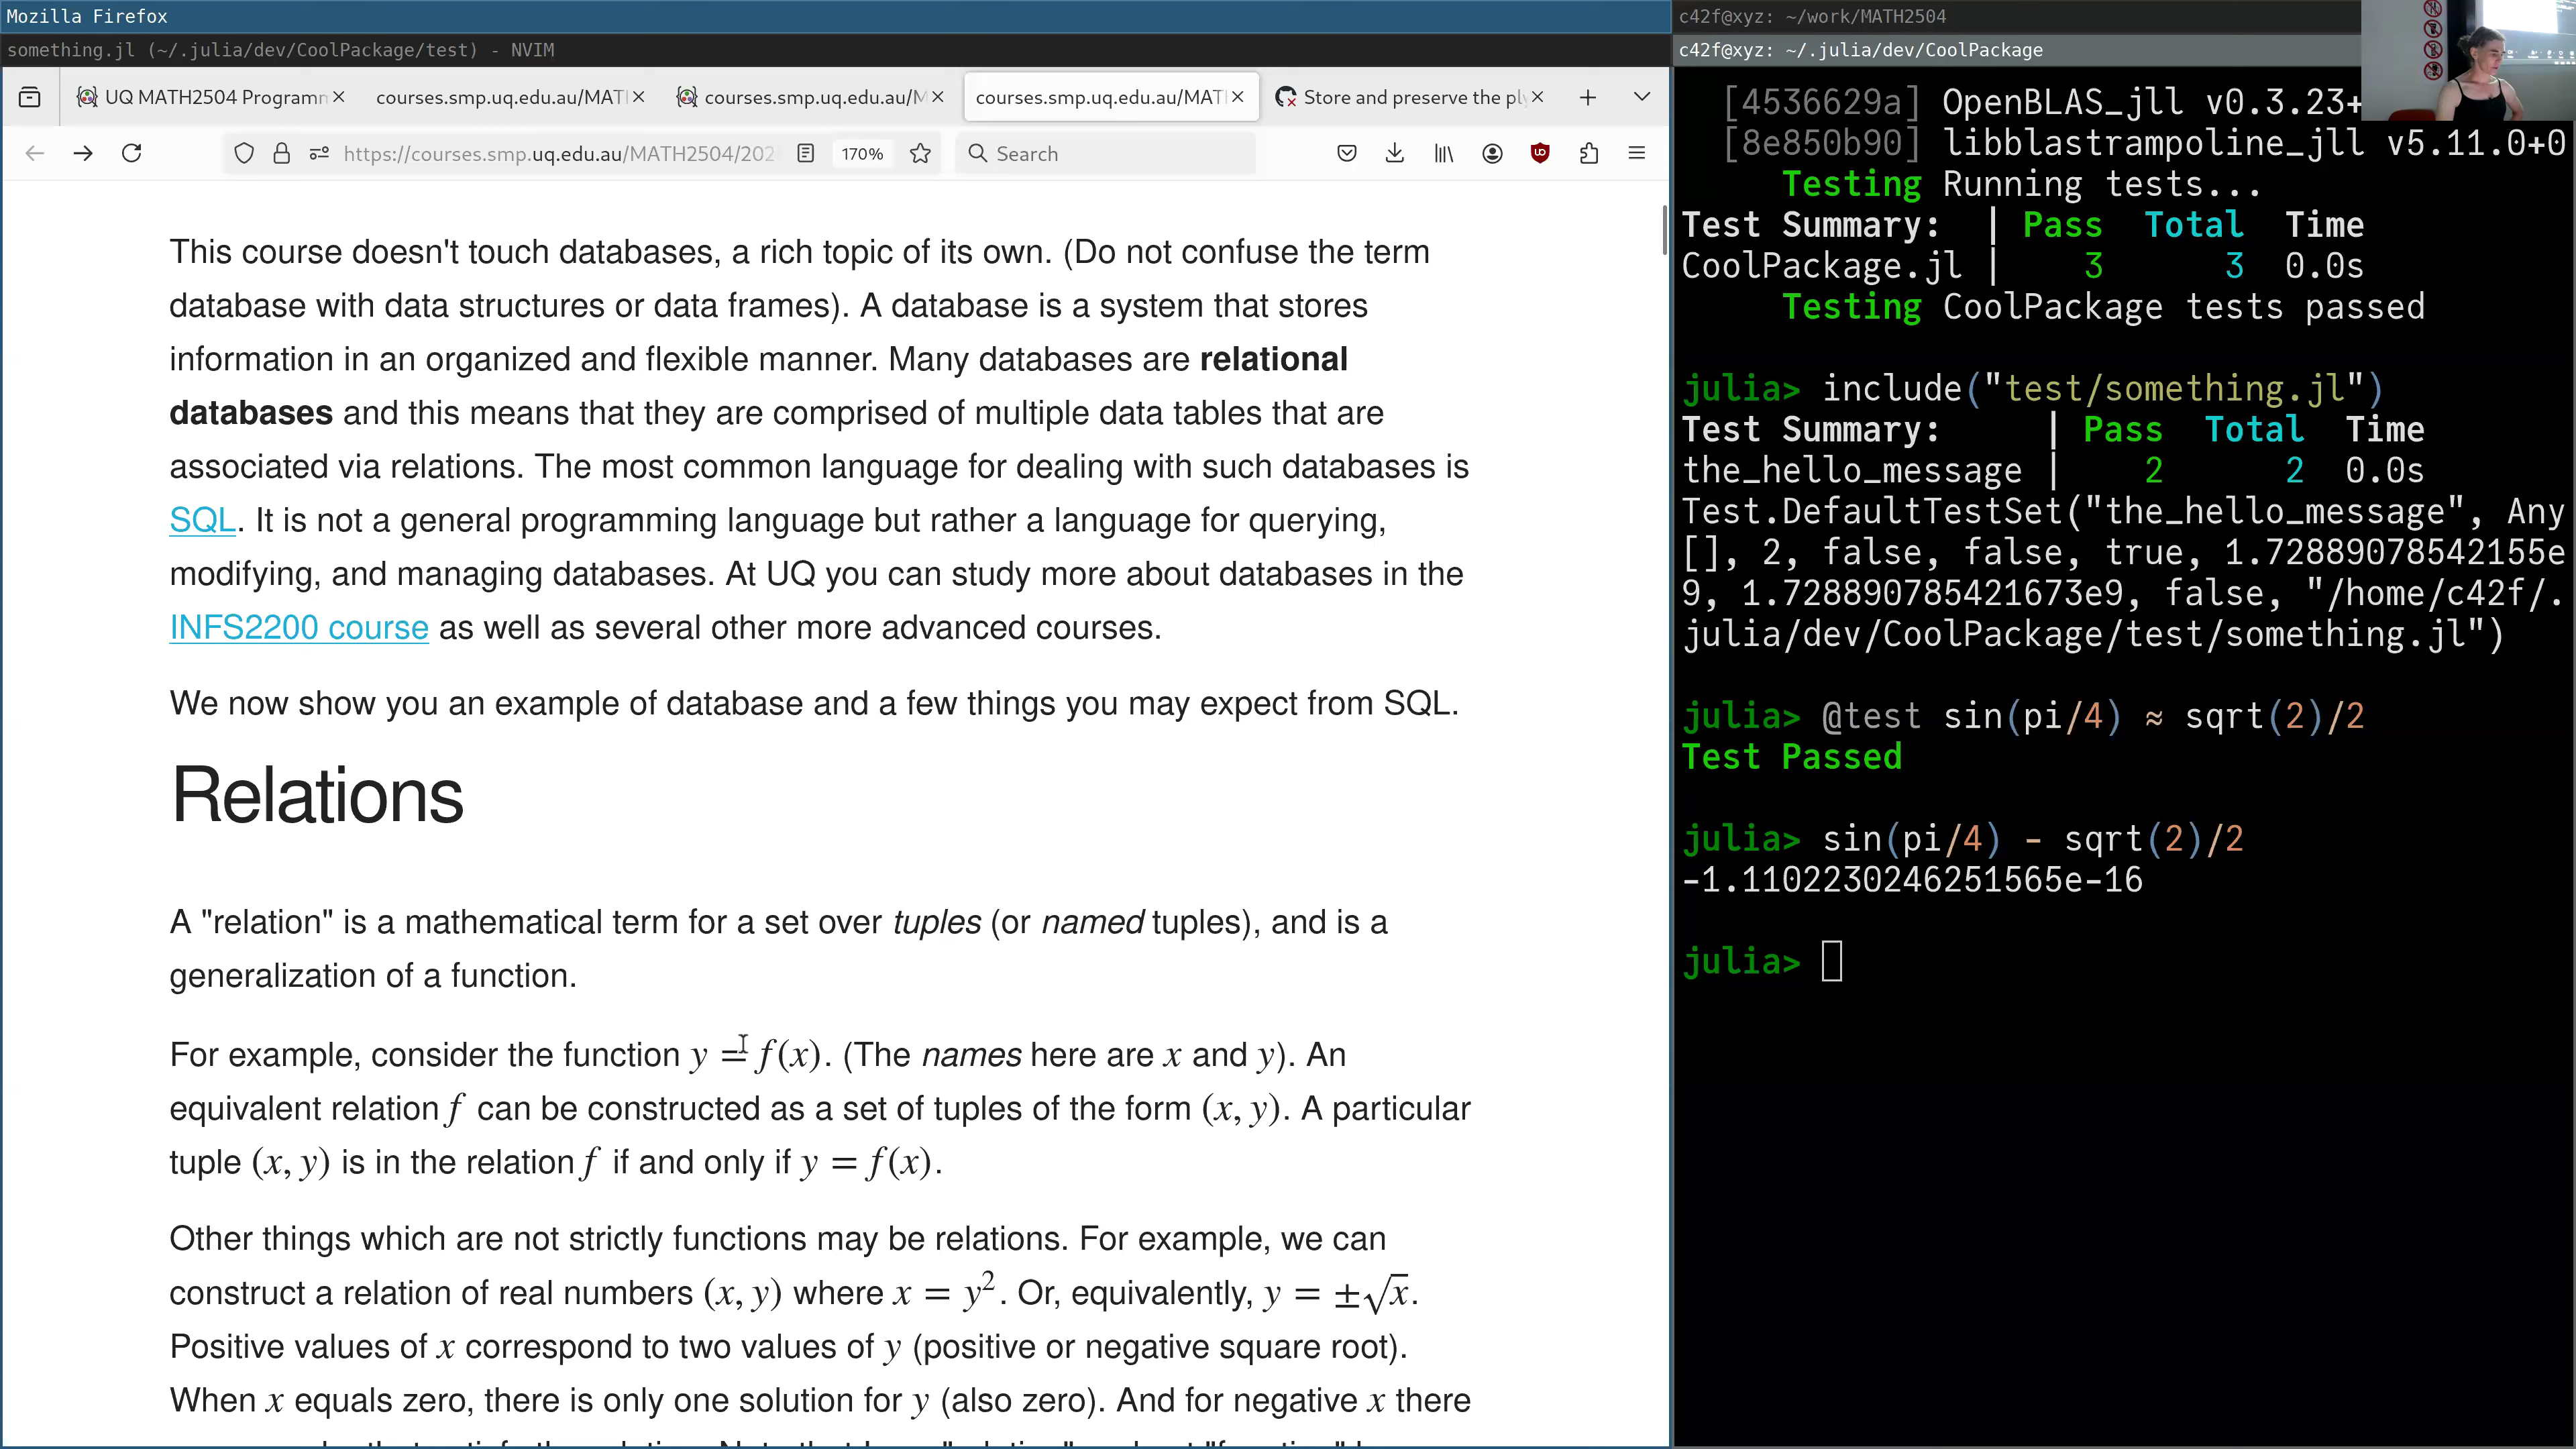 Mozilla Firefox
something.jl (~/.julia/dev/CoolPackage/test) - NVIM
UQ MATH2504 Programm
courses.smp.uq.edu.au/MATH
courses.smp.uq.edu.au/M
courses.smp.uq.edu.au/MATH
Store and preserve the ply
https://courses.smp.uq.edu.au/MATH2504/202
170%
Search
This course doesn't touch databases, a rich topic of its own. (Do not confuse the term
database with data structures or data frames). A database is a system that stores
information in an organized and flexible manner. Many databases are relational
databases and this means that they are comprised of multiple data tables that are
associated via relations. The most common language for dealing with such databases is
SQL. It is not a general programming language but rather a language for querying,
modifying, and managing databases. At UQ you can study more about databases in the
INFS2200 course as well as several other more advanced courses.
We now show you an example of database and a few things you may expect from SQL.
Relations
A "relation" is a mathematical term for a set over tuples (or named tuples), and is a
generalization of a function.
For example, consider the function y = f(x). (The names here are x and y). An
equivalent relation f can be constructed as a set of tuples of the form (x, y). A particular
tuple (x, y) is in the relation f if and only if y = f(x).
Other things which are not strictly functions may be relations. For example, we can
construct a relation of real numbers (x, y) where x = y². Or, equivalently, y = ±√x.
Positive values of x correspond to two values of y (positive or negative square root).
When x equals zero, there is only one solution for y (also zero). And for negative x there
c42f@xyz: ~/work/MATH2504
c42f@xyz: ~/.julia/dev/CoolPackage
[4536629a] OpenBLAS_jll v0.3.23+
[8e850b90] libblastrampoline_jll v5.11.0+0
Testing Running tests...
Test Summary: | Pass Total Time
CoolPackage.jl | 3 3 0.0s
Testing CoolPackage tests passed
julia> include("test/something.jl")
Test Summary: | Pass Total Time
the_hello_message | 2 2 0.0s
Test.DefaultTestSet("the_hello_message", Any
[], 2, false, false, true, 1.72889078542155e
9, 1.728890785421673e9, false, "/home/c42f/.
julia/dev/CoolPackage/test/something.jl")
julia> @test sin(pi/4) ≈ sqrt(2)/2
Test Passed
julia> sin(pi/4) - sqrt(2)/2
-1.1102230246251565e-16
julia>